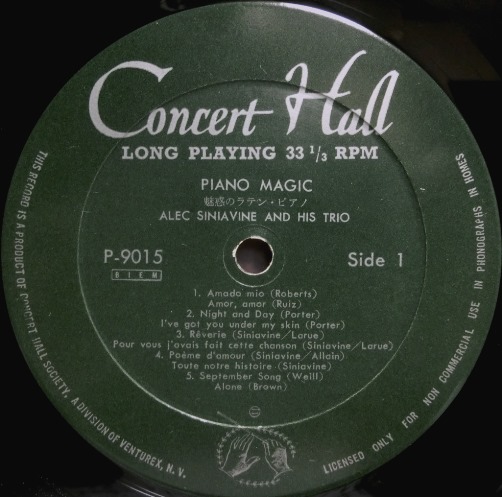 Concert Hall
LONG PLAYING 33 1/3 RPM
PIANO MAGIC
魅惑のラテン・ピアノ
ALEC SINIAVINE AND HIS TRIO
P-9015
BIEM
Side 1
1. Amado mio (Roberts)
Amor, amor (Ruiz)
2. Night and Day (Porter)
I've got you under my skin (Porter)
3. Rêverie (Siniavine/Larue)
Pour vous j'avais fait cette chanson (Siniavine/Larue)
4. Poéme d'amour (Siniavine/Allain)
Toute notre histoire (Siniavine)
5. September Song (Weill)
Alone (Brown)
THIS RECORD IS A PRODUCT OF CONCERT HALL SOCIETY, A DIVISION OF VENTUREX, N. V.
LICENSED ONLY FOR NON COMMERCIAL USE IN PHONOGRAPHS IN HOMES